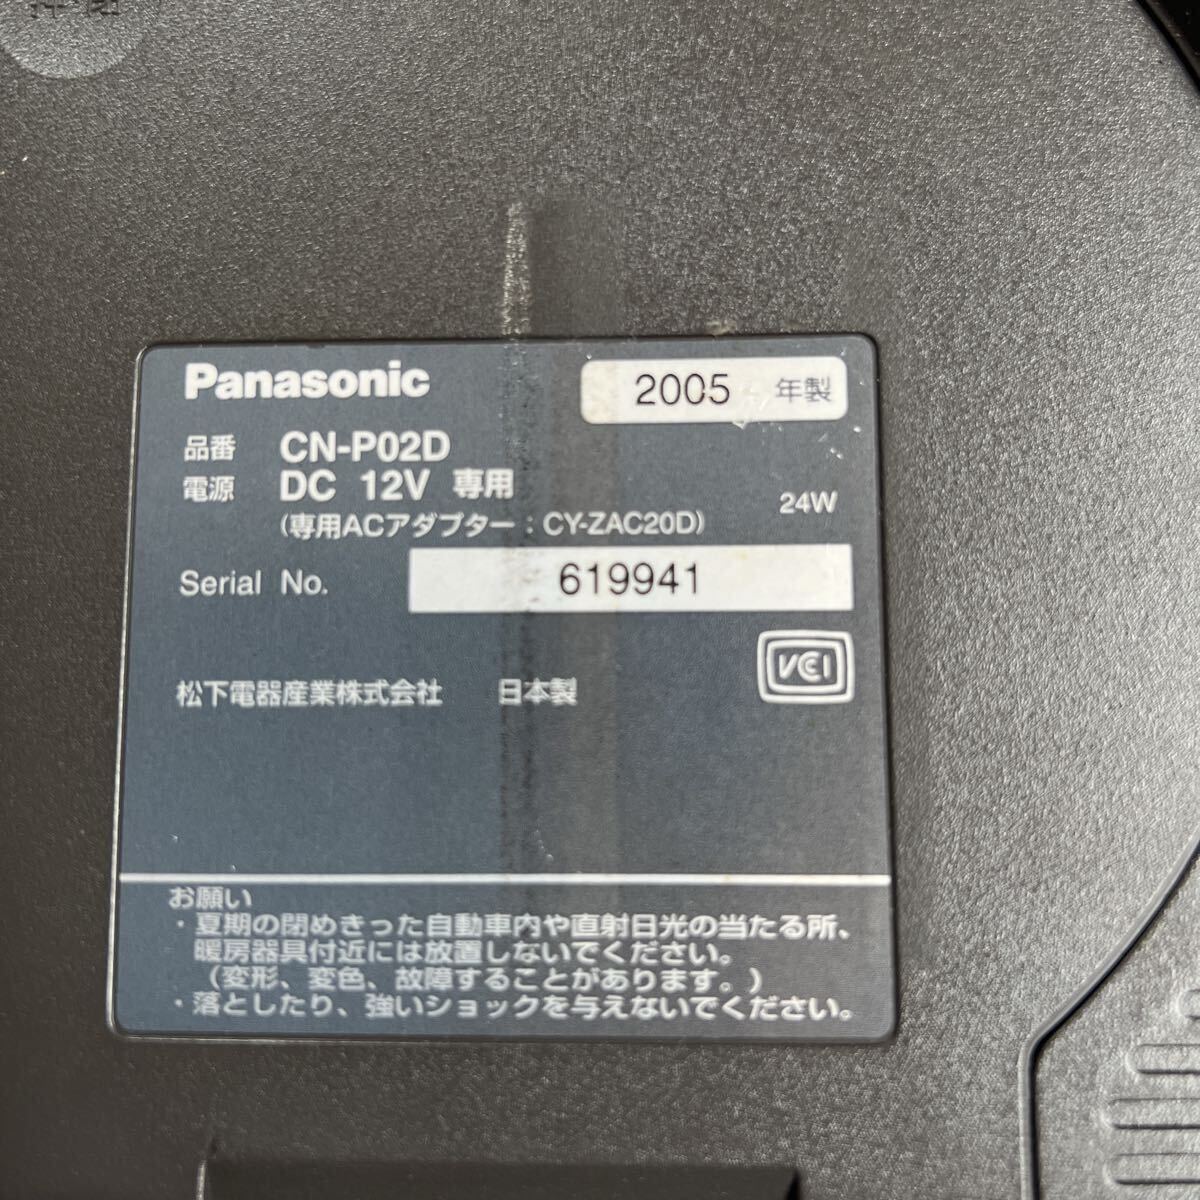 Panasonic
2005 年製
品番 CN-P02D
電源 DC 12V 専用
24W
(専用ACアダプター：CY-ZAC20D)
Serial No. 619941
VCCI
松下電器産業株式会社 日本製
お願い
・夏期の閉めきった自動車内や直射日光の当たる所、
暖房器具付近には放置しないでください。
（変形、変色、故障することがあります。）
・落としたり、強いショックを与えないでください。